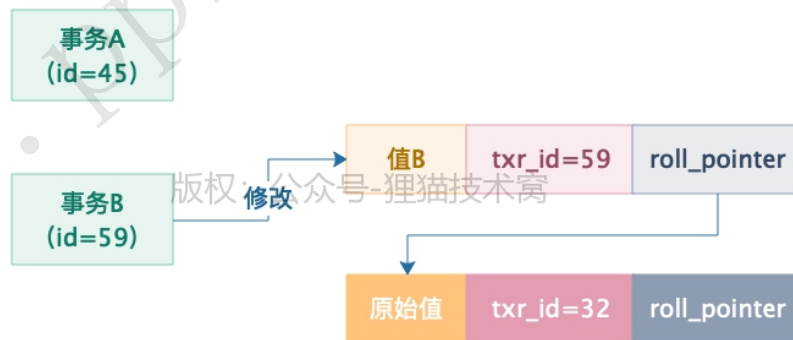 事务A
（id=45）
值B txr_id=59 roll_pointer
版权：公众号-狸猫技术窝
修改
事务B
（id=59）
原始值 txr_id=32 roll_pointer